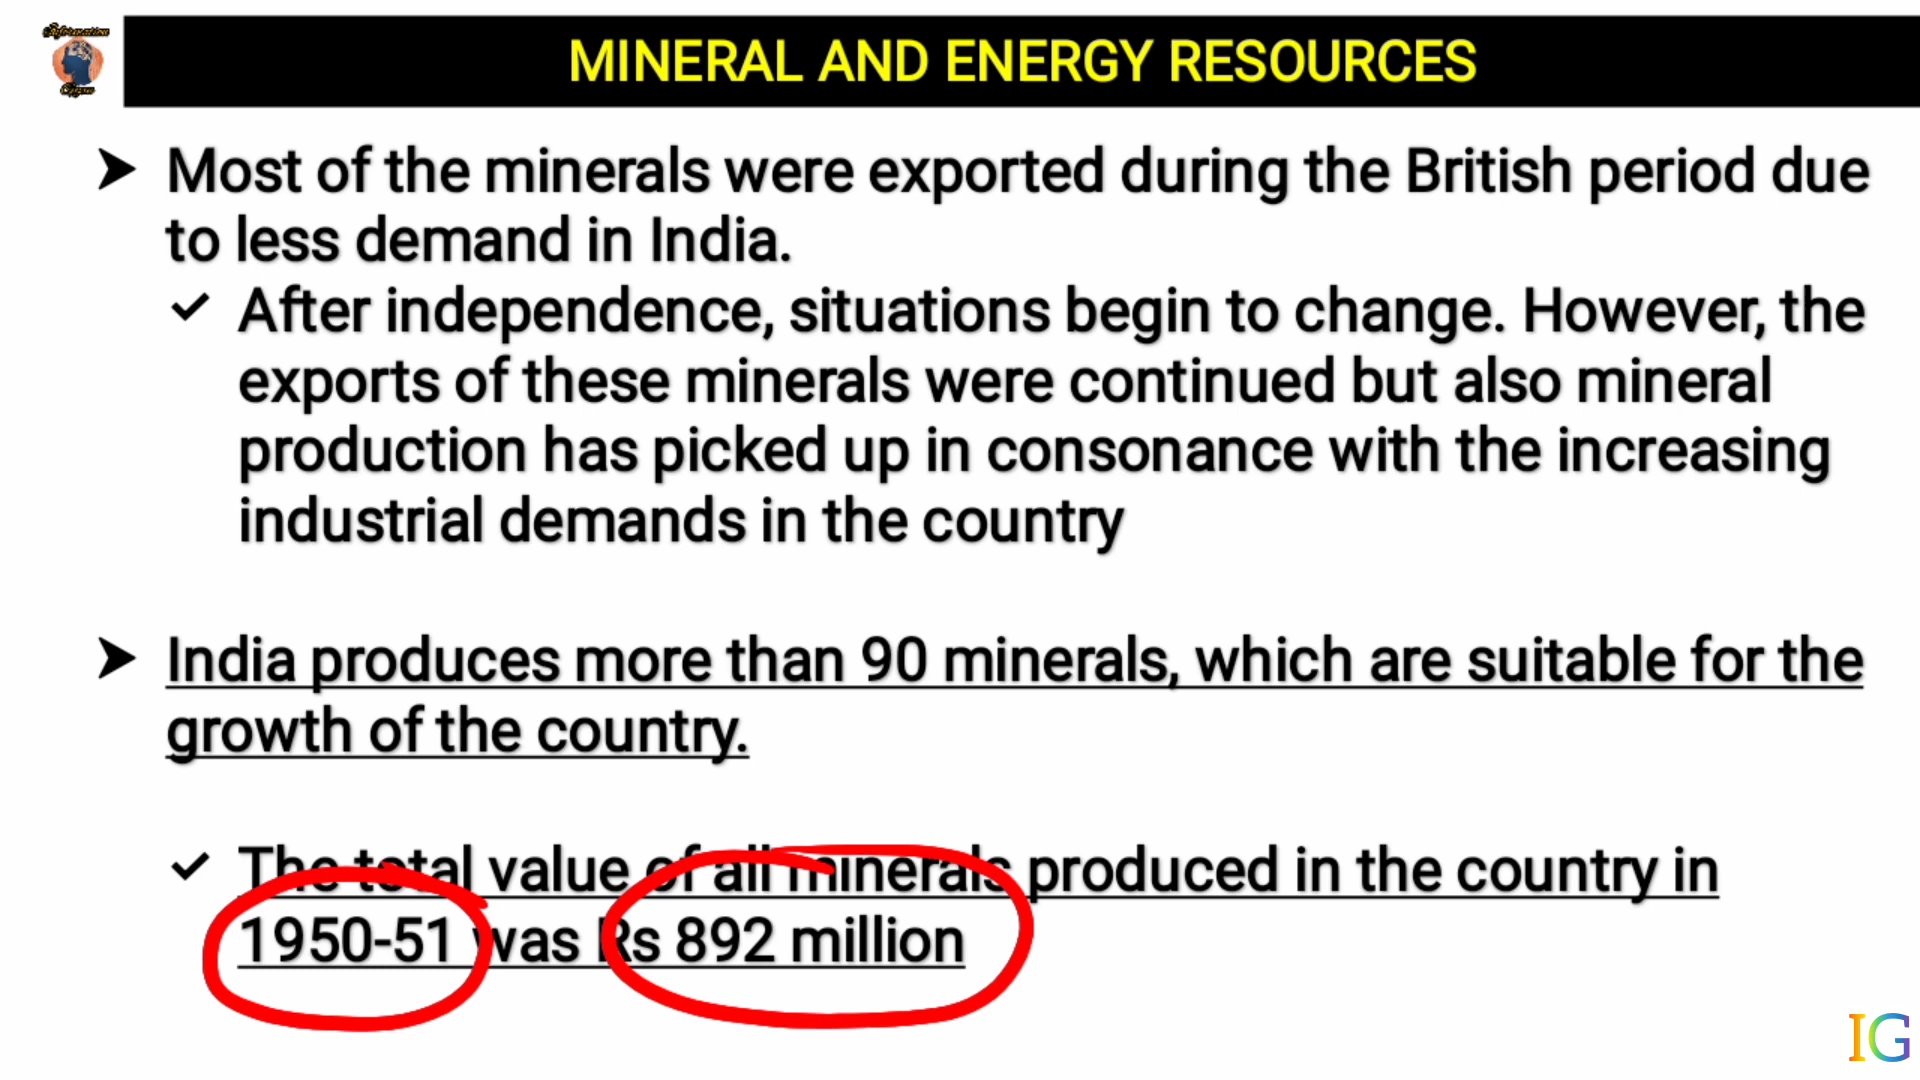 MINERAL AND ENERGY RESOURCES
Most of the minerals were exported during the British period due
to less demand in India.
After independence, situations begin to change. However, the
exports of these minerals were continued but also mineral
production has picked up in consonance with the increasing
industrial demands in the country
India produces more than 90 minerals, which are suitable for the
growth of the country.
The total value of all minerals produced in the country in
1950-51 was Rs 892 million
IG